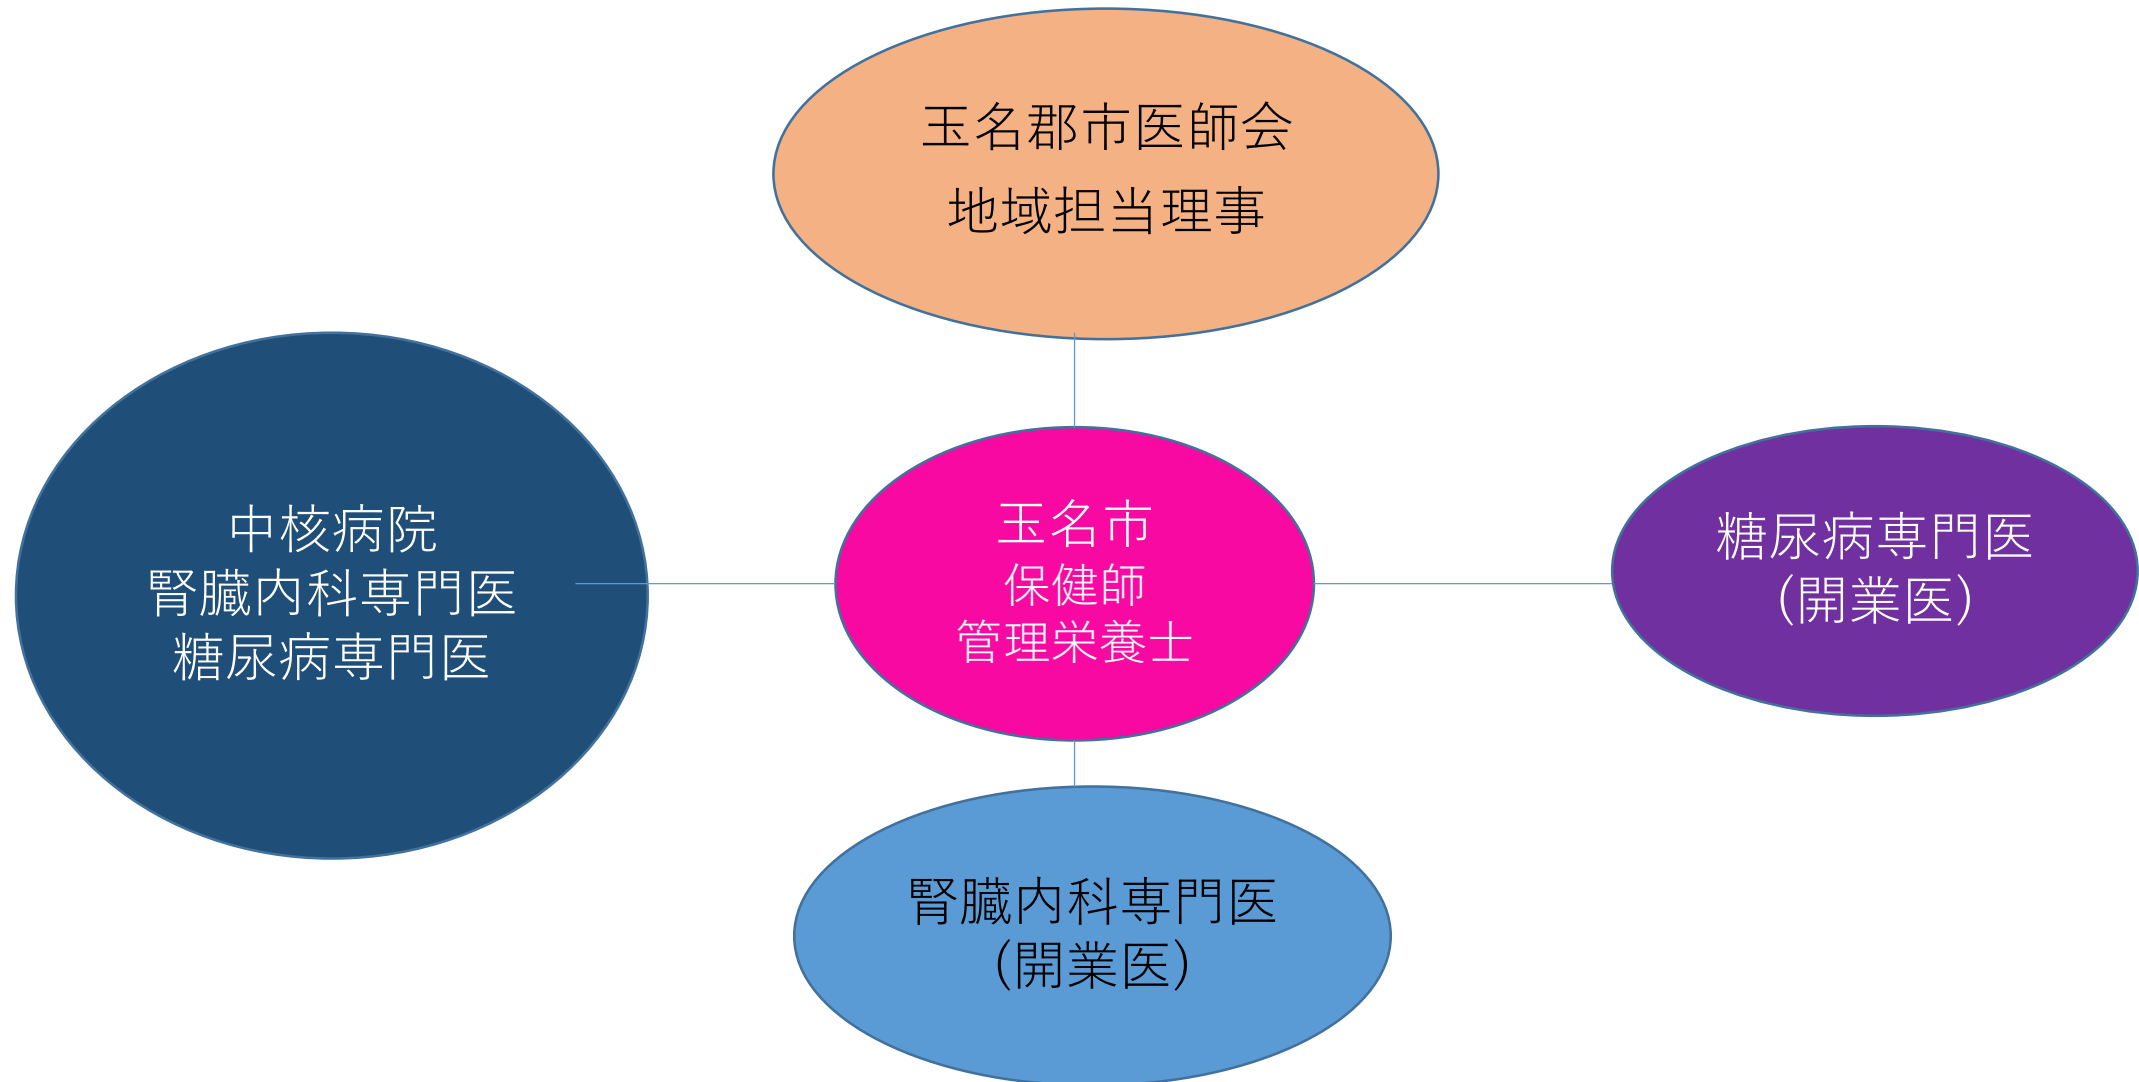 玉名郡市医師会
地域担当理事
中核病院
腎臓内科専門医
糖尿病専門医
玉名市
保健師
管理栄養士
糖尿病専門医
(開業医)
腎臓内科専門医
(開業医)